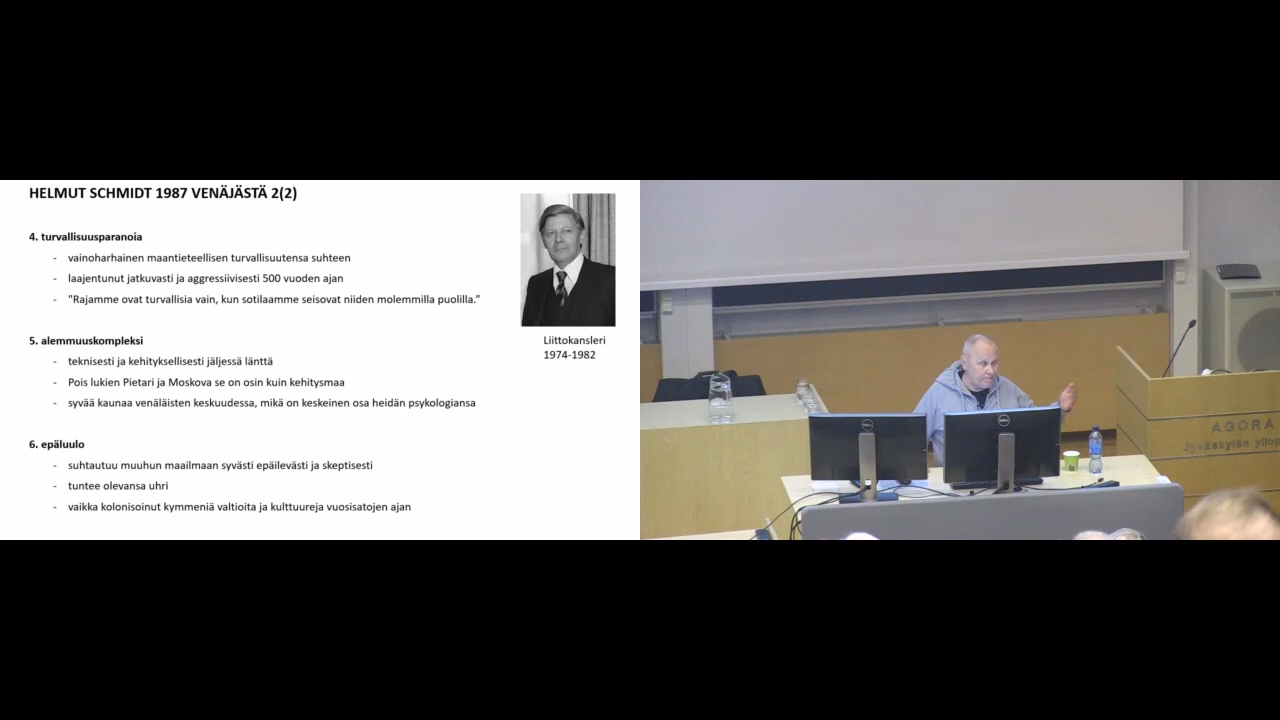 HELMUT SCHMIDT 1987 VENÄJÄSTÄ 2(2)
4. turvallisuusparanoia
- vainoharhainen maantieteellisen turvallisuutensa suhteen
- laajentunut jatkuvasti ja aggressiivisesti 500 vuoden ajan
- "Rajamme ovat turvallisia vain, kun sotilaamme seisovat niiden molemmilla puolilla.”
5. alemmuuskompleksi
- teknisesti ja kehityksellisesti jäljessä länttä
- Pois lukien Pietari ja Moskova se on osin kuin kehitysmaa
- syvää kaunaa venäläisten keskuudessa, mikä on keskeinen osa heidän psykologiansa
6. epäluulo
- suhtautuu muuhun maailmaan syvästi epäilevästi ja skeptisesti
- tuntee olevansa uhri
- vaikka kolonisoinut kymmeniä valtioita ja kulttuureja vuosisatojen ajan
Liittokansleri
1974-1982
DELL
DELL
AGORA
Jyväskylän yliop